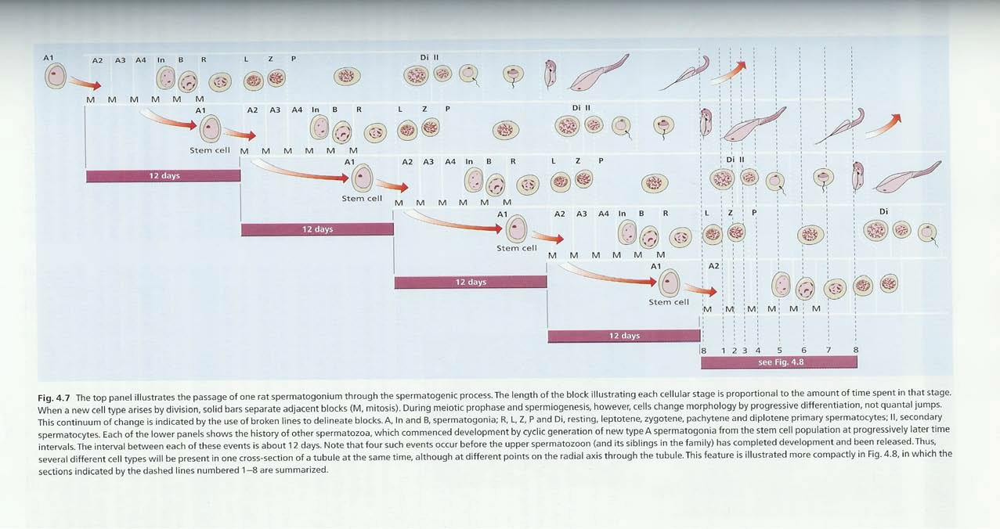 A1 A2 A3 A4 In B R L Z P Di II
M M M M M M
A1 A2 A3 A4 In B R L Z P Di II
Stem cell M M M M M M
12 days
A1 A2 A3 A4 In B R L Z P Di II
Stem cell M M M M M M
12 days
A1 A2 A3 A4 In B R L Z P Di
Stem cell M M M M M M
12 days
A1 A2
Stem cell M M M M M M
12 days
8 1 2 3 4 5 6 7 8
see Fig. 4.8
Fig. 4.7 The top panel illustrates the passage of one rat spermatogonium through the spermatogenic process. The length of the block illustrating each cellular stage is proportional to the amount of time spent in that stage.
When a new cell type arises by division, solid bars separate adjacent blocks (M, mitosis). During meiotic prophase and spermiogenesis, however, cells change morphology by progressive differentiation, not quantal jumps.
This continuum of change is indicated by the use of broken lines to delineate blocks. A, In and B, spermatogonia; R, L, Z, P and Di, resting, leptotene, zygotene, pachytene and diplotene primary spermatocytes; II, secondary
spermatocytes. Each of the lower panels shows the history of other spermatozoa, which commenced development by cyclic generation of new type A spermatogonia from the stem cell population at progressively later time
intervals. The interval between each of these events is about 12 days. Note that four such events occur before the upper spermatozoon (and its siblings in the family) has completed development and been released. Thus,
several different cell types will be present in one cross-section of a tubule at the same time, although at different points on the radial axis through the tubule. This feature is illustrated more compactly in Fig. 4.8, in which the
sections indicated by the dashed lines numbered 1–8 are summarized.